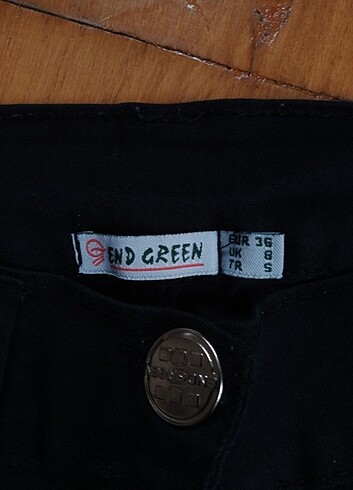 END GREEN
EUR 36
UK 8
TR S